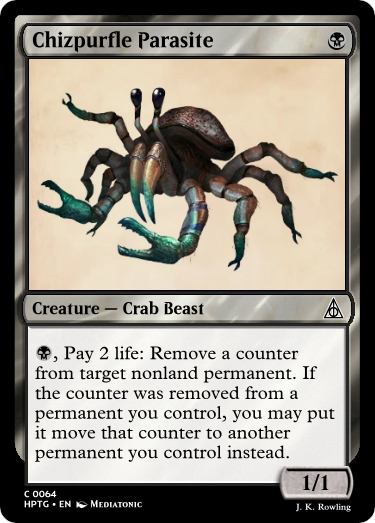 Chizpurfle Parasite
Creature — Crab Beast
, Pay 2 life: Remove a counter
from target nonland permanent. If
the counter was removed from a
permanent you control, you may put
it move that counter to another
permanent you control instead.
1/1
C 0064
HPTG • EN Mediatonic
J. K. Rowling